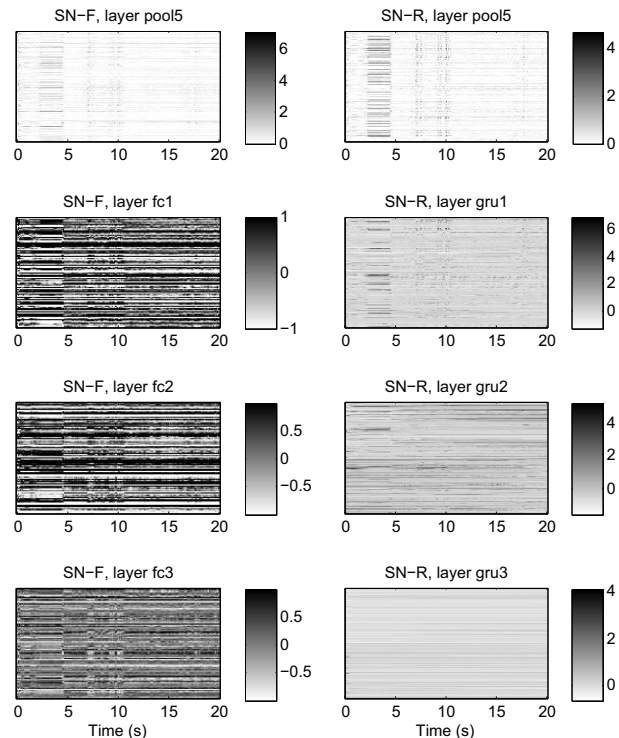 SN−F, layer pool5
6
4
2
0
0 5 10 15 20
SN−R, layer pool5
4
2
0
0 5 10 15 20
SN−F, layer fc1
1
0
−1
0 5 10 15 20
SN−R, layer gru1
6
4
2
0
0 5 10 15 20
SN−F, layer fc2
0.5
0
−0.5
0 5 10 15 20
SN−R, layer gru2
4
2
0
0 5 10 15 20
SN−F, layer fc3
0.5
0
−0.5
0 5 10 15 20
Time (s)
SN−R, layer gru3
4
2
0
0 5 10 15 20
Time (s)